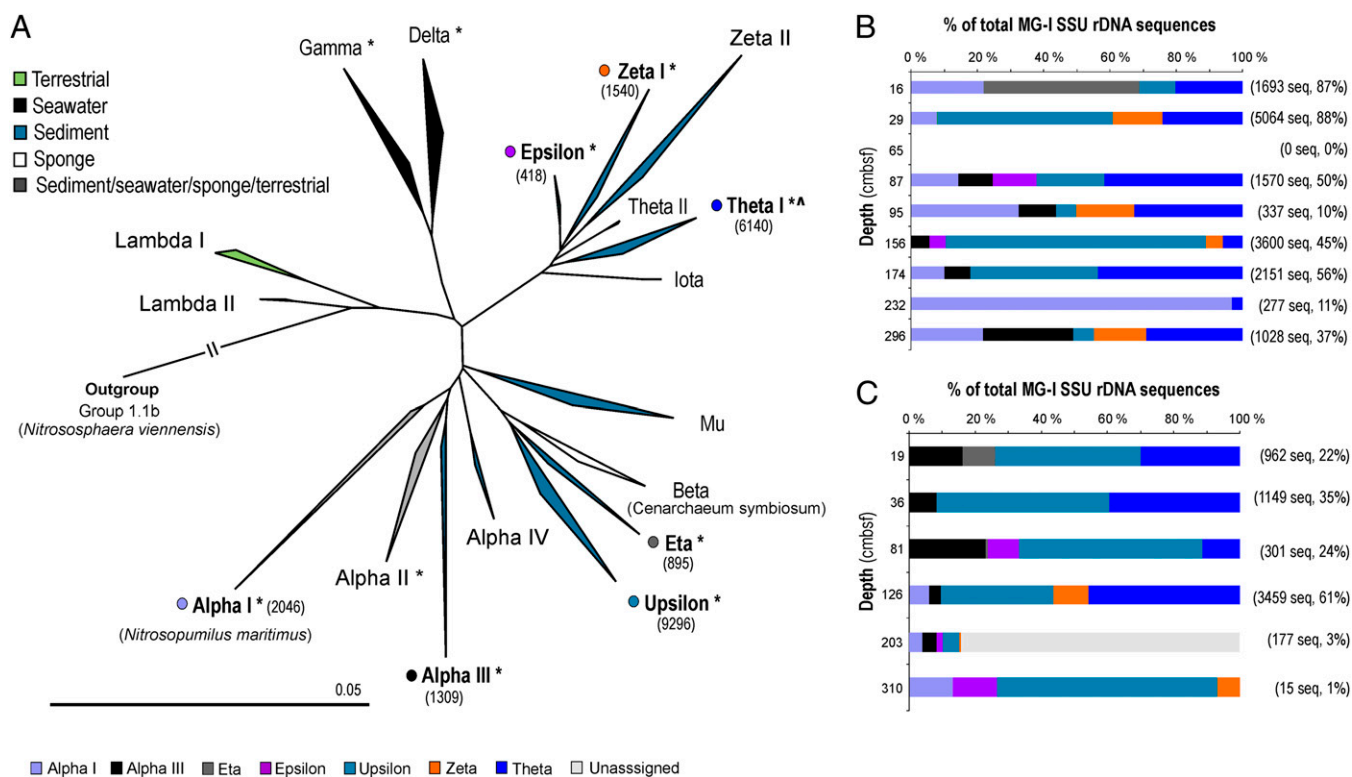 A
Terrestrial
Seawater
Sediment
Sponge
Sediment/seawater/sponge/terrestrial
Gamma *
Delta *
Zeta I *
(1540)
Zeta II
Epsilon *
(418)
Theta II
Theta I *^
(6140)
Iota
Lambda I
Lambda II
Outgroup
Group 1.1b
(Nitrososphaera viennensis)
Mu
Beta
(Cenarchaeum symbiosum)
Eta *
(895)
Upsilon *
(9296)
Alpha IV
Alpha II *
Alpha I * (2046)
(Nitrosopumilus maritimus)
Alpha III *
(1309)
0.05
B
% of total MG-I SSU rDNA sequences
0 % 20 % 40 % 60 % 80 % 100 %
Depth (cmbsf)
16 (1693 seq, 87%)
29 (5064 seq, 88%)
65 (0 seq, 0%)
87 (1570 seq, 50%)
95 (337 seq, 10%)
156 (3600 seq, 45%)
174 (2151 seq, 56%)
232 (277 seq, 11%)
296 (1028 seq, 37%)
C
% of total MG-I SSU rDNA sequences
0 % 20 % 40 % 60 % 80 % 100 %
Depth (cmbsf)
19 (962 seq, 22%)
36 (1149 seq, 35%)
81 (301 seq, 24%)
126 (3459 seq, 61%)
203 (177 seq, 3%)
310 (15 seq, 1%)
Alpha I Alpha III Eta Epsilon Upsilon Zeta Theta Unasssigned